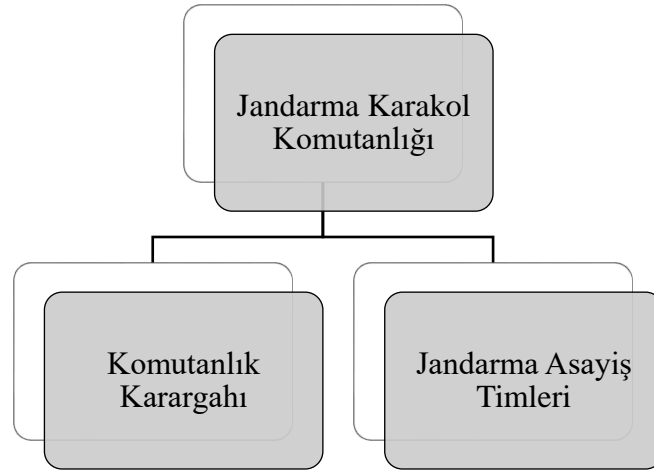 Jandarma Karakol
Komutanlığı
Komutanlık
Karargahı
Jandarma Asayiş
Timleri